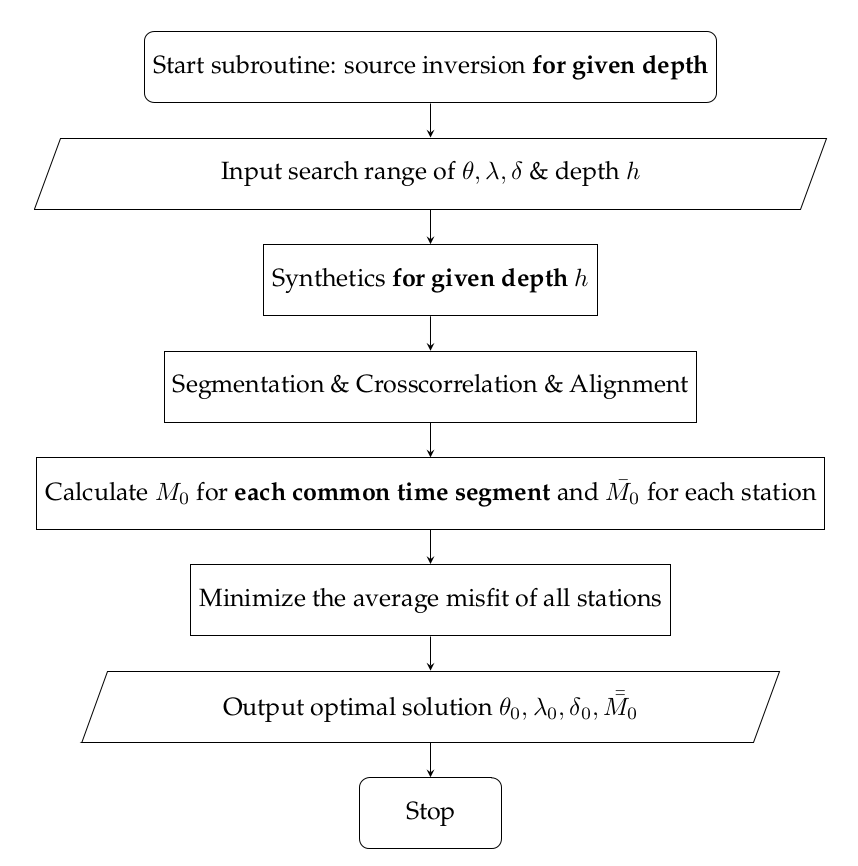 Start subroutine: source inversion for given depth
Input search range of θ, λ, δ & depth h
Synthetics for given depth h
Segmentation & Crosscorrelation & Alignment
Calculate M₀ for each common time segment and M̄₀ for each station
Minimize the average misfit of all stations
Output optimal solution θ₀, λ₀, δ₀, M̿₀
Stop